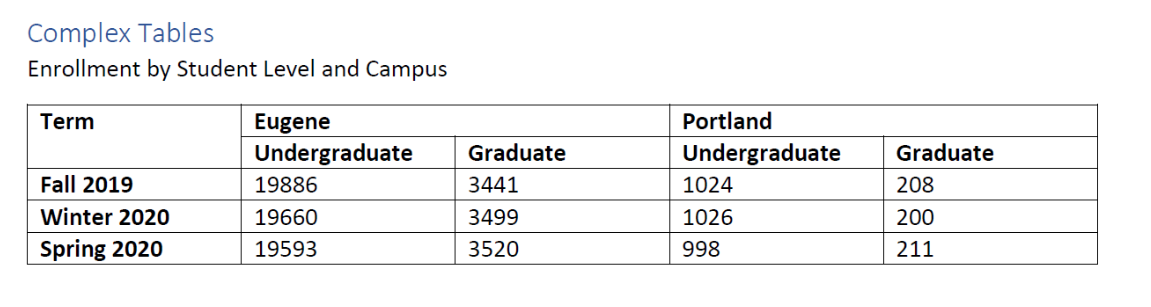 Complex Tables
Enrollment by Student Level and Campus
Term Eugene Portland
Undergraduate Graduate Undergraduate Graduate
Fall 2019 19886 3441 1024 208
Winter 2020 19660 3499 1026 200
Spring 2020 19593 3520 998 211